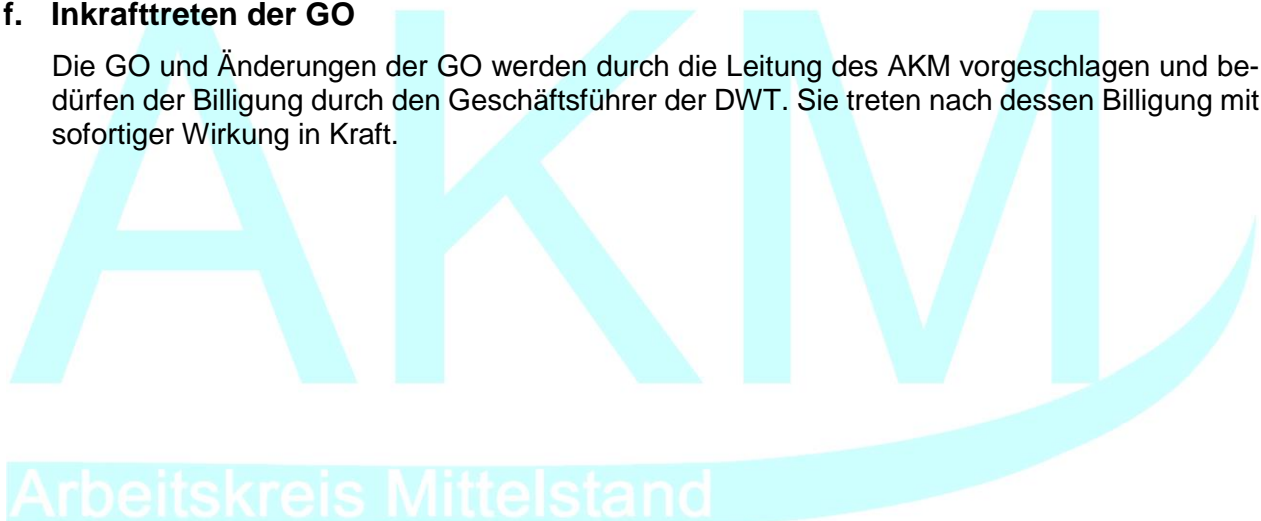 f. Inkrafttreten der GO
Die GO und Änderungen der GO werden durch die Leitung des AKM vorgeschlagen und be-
dürfen der Billigung durch den Geschäftsführer der DWT. Sie treten nach dessen Billigung mit
sofortiger Wirkung in Kraft.
AKM
Arbeitskreis Mittelstand